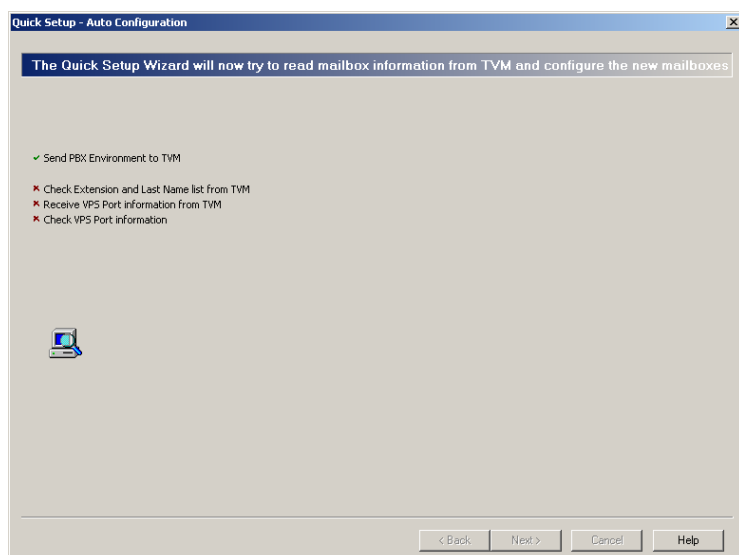 Quick Setup - Auto Configuration
The Quick Setup Wizard will now try to read mailbox information from TVM and configure the new mailboxes
Send PBX Environment to TVM
Check Extension and Last Name list from TVM
Receive VPS Port information from TVM
Check VPS Port information
< Back Next > Cancel Help